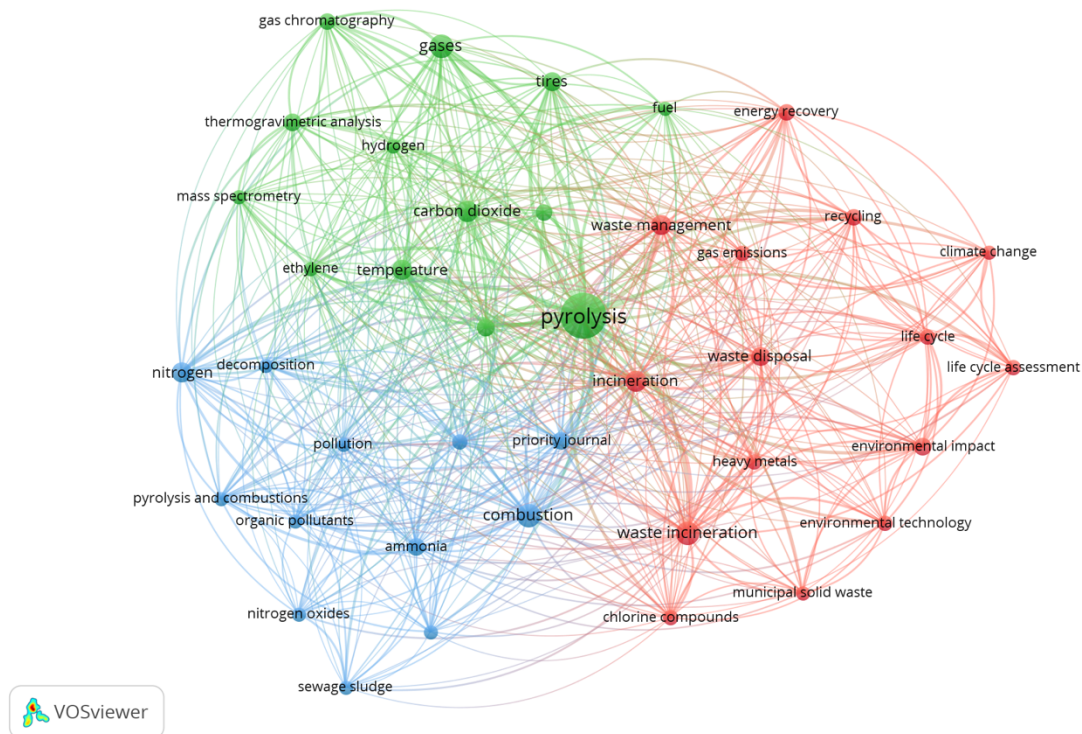 gas chromatography
gases
tires
fuel
energy recovery
thermogravimetric analysis
hydrogen
mass spectrometry
carbon dioxide
waste management
recycling
gas emissions
climate change
ethylene
temperature
pyrolysis
life cycle
waste disposal
life cycle assessment
nitrogen
decomposition
incineration
pollution
priority journal
environmental impact
heavy metals
pyrolysis and combustions
organic pollutants
combustion
environmental technology
waste incineration
ammonia
municipal solid waste
nitrogen oxides
chlorine compounds
sewage sludge
VOSviewer